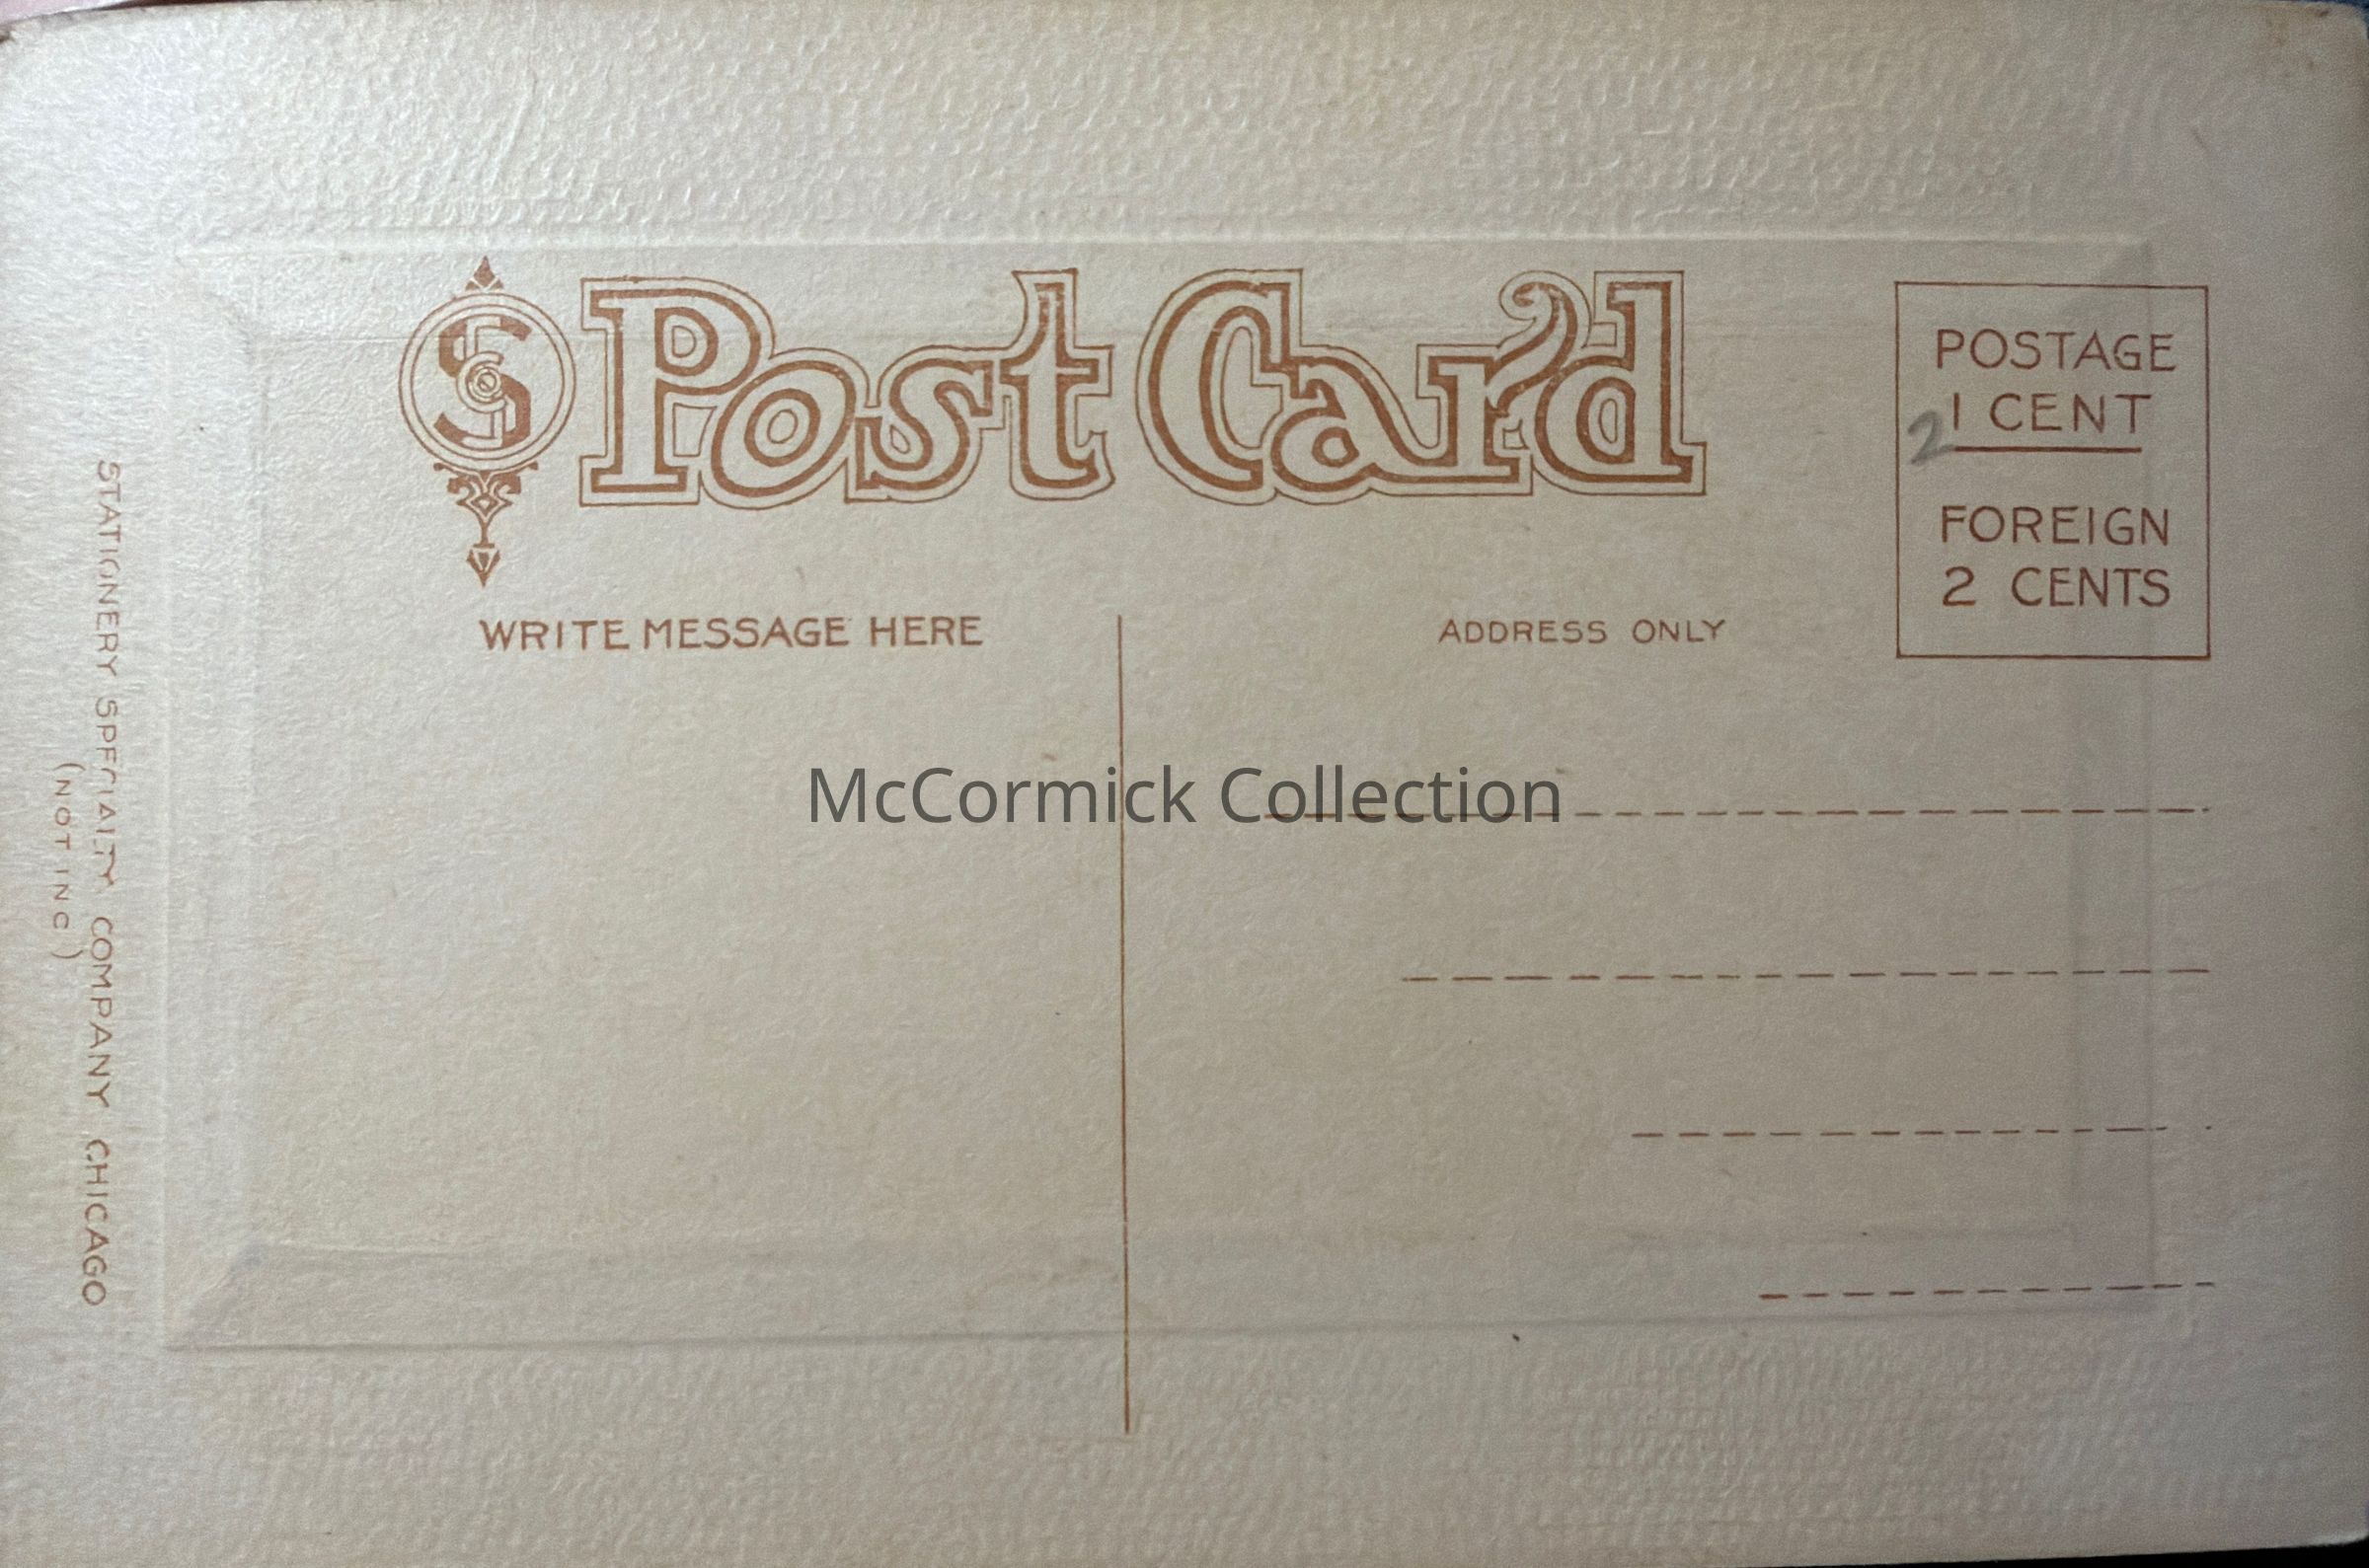 Post Card
POSTAGE
1 CENT
2
FOREIGN
2 CENTS
WRITE MESSAGE HERE
ADDRESS ONLY
McCormick Collection
STATIONERY SPECIALTY COMPANY CHICAGO
(NOT INC)